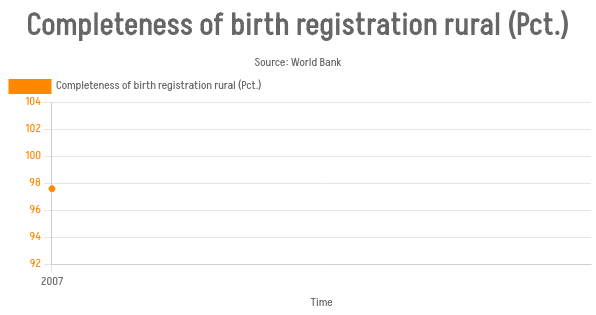 Completeness of birth registration rural (Pct.)
Source: World Bank
Completeness of birth registration rural (Pct.)
104
102
100
98
96
94
92
2007
Time